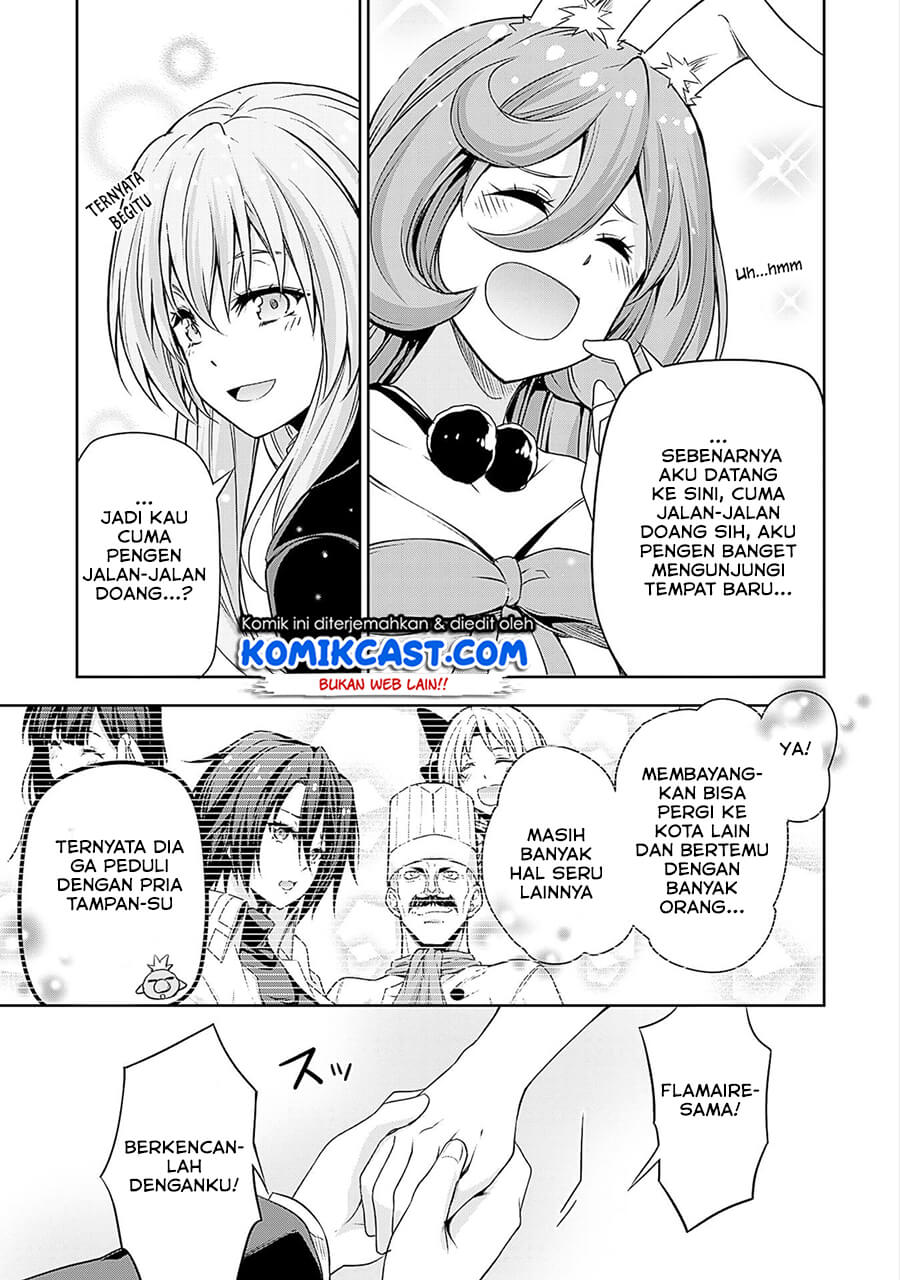 Uh...hmm
...
SEBENARNYA
AKU DATANG
KE SINI, CUMA
JALAN-JALAN
DOANG SIH, AKU
PENGEN BANGET
MENGUNJUNGI
TEMPAT BARU...
TERNYATA
BEGITU
...
JADI KAU
CUMA
PENGEN
JALAN-JALAN
DOANG...?
Komik ini diterjemahkan & diedit oleh
KOMIKCAST.COM
BUKAN WEB LAIN!!
YA!
MEMBAYANG-
KAN BISA
PERGI KE
KOTA LAIN
DAN BERTEMU
DENGAN
BANYAK
ORANG...
MASIH
BANYAK
HAL SERU
LAINNYA
TERNYATA DIA
GA PEDULI
DENGAN PRIA
TAMPAN-SU
FLAMAIRE-
SAMA!
スッ
BERKENCAN-
LAH
DENGANKU!